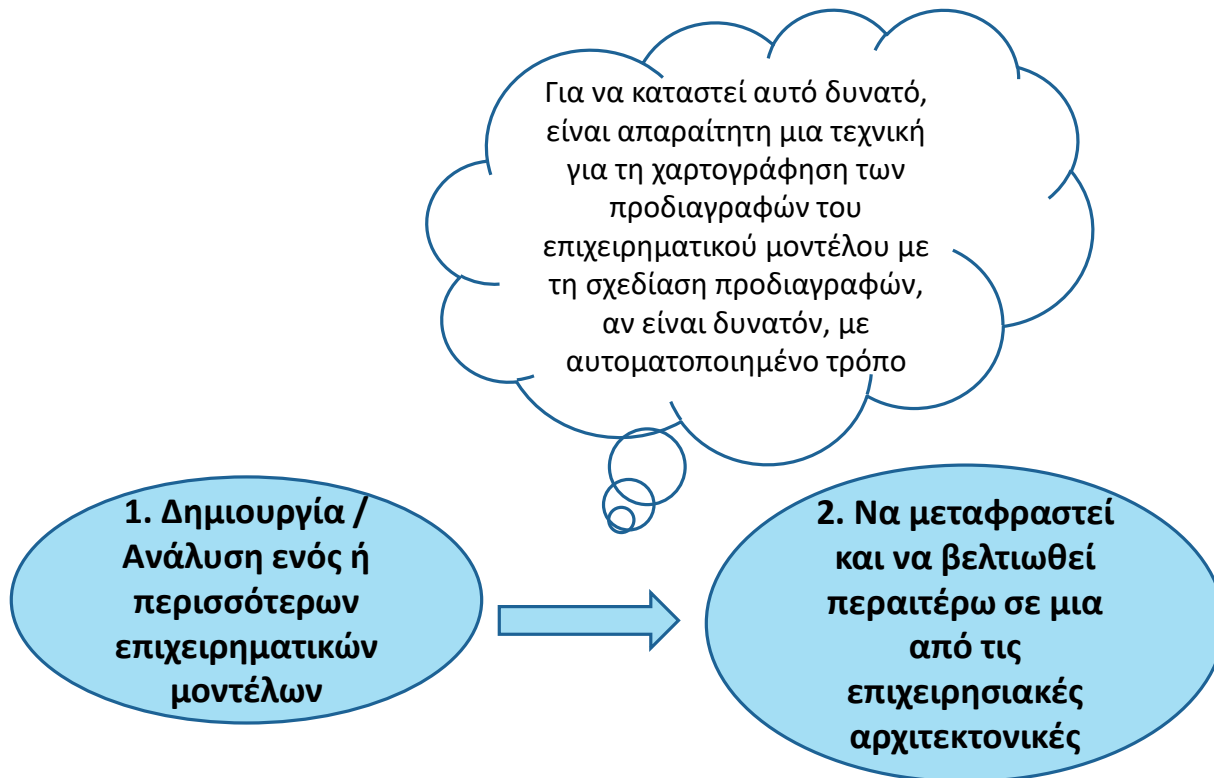 Για να καταστεί αυτό δυνατό,
είναι απαραίτητη μια τεχνική
για τη χαρτογράφηση των
προδιαγραφών του
επιχειρηματικού μοντέλου με
τη σχεδίαση προδιαγραφών,
αν είναι δυνατόν, με
αυτοματοποιημένο τρόπο
1. Δημιουργία /
Ανάλυση ενός ή
περισσότερων
επιχειρηματικών
μοντέλων
2. Να μεταφραστεί
και να βελτιωθεί
περαιτέρω σε μια
από τις
επιχειρησιακές
αρχιτεκτονικές